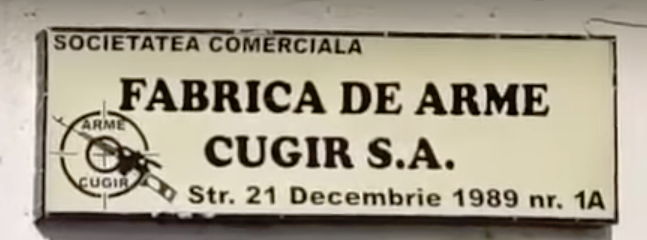 SOCIETATEA COMERCIALA
FABRICA DE ARME
CUGIR S.A.
ARME
CUGIR
Str. 21 Decembrie 1989 nr. 1A